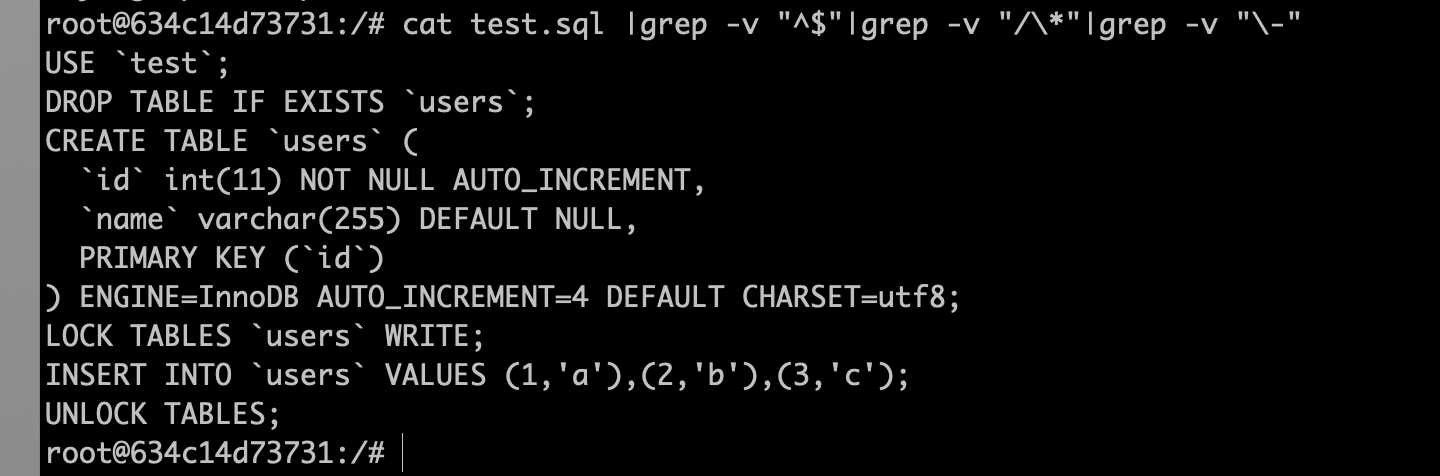 root@634c14d73731:/# cat test.sql |grep -v "^$"|grep -v "/\*"|grep -v "\-"
USE `test`;
DROP TABLE IF EXISTS `users`;
CREATE TABLE `users` (
  `id` int(11) NOT NULL AUTO_INCREMENT,
  `name` varchar(255) DEFAULT NULL,
  PRIMARY KEY (`id`)
) ENGINE=InnoDB AUTO_INCREMENT=4 DEFAULT CHARSET=utf8;
LOCK TABLES `users` WRITE;
INSERT INTO `users` VALUES (1,'a'),(2,'b'),(3,'c');
UNLOCK TABLES;
root@634c14d73731:/#